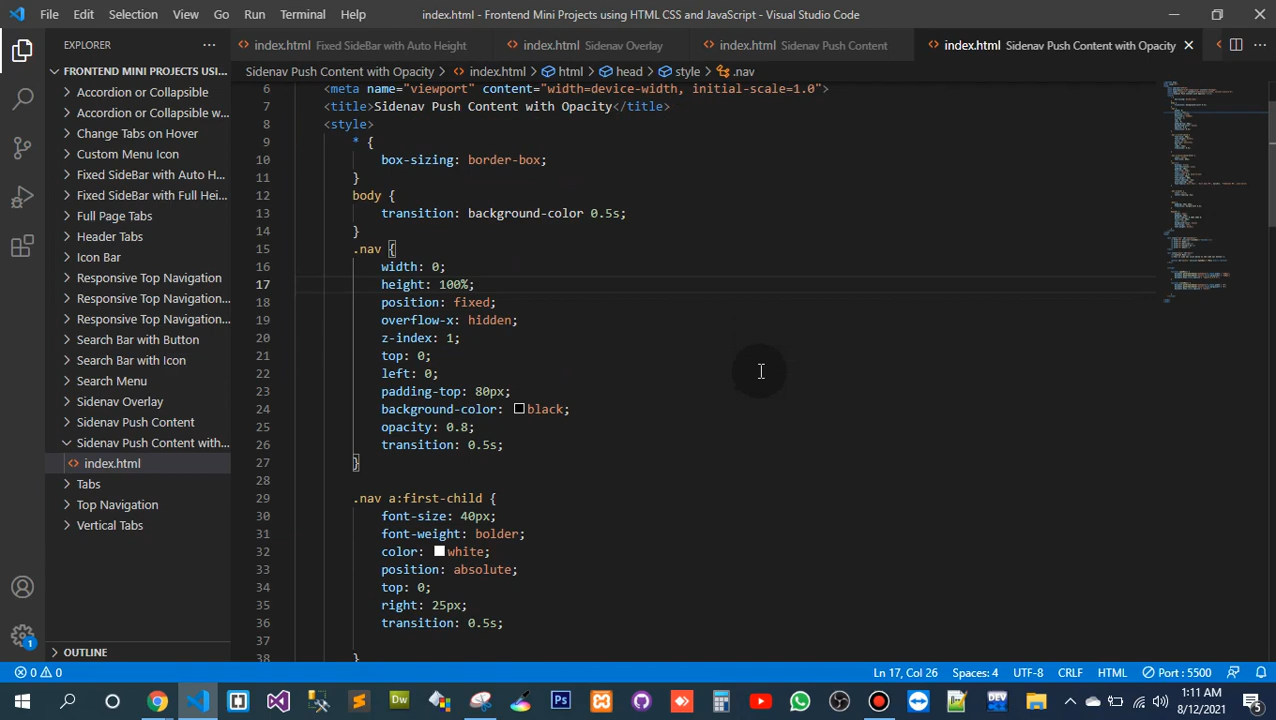 File Edit Selection View Go Run Terminal Help index.html - Frontend Mini Projects using HTML CSS and JavaScript - Visual Studio Code
EXPLORER
index.html Fixed SideBar with Auto Height
index.html Sidenav Overlay
index.html Sidenav Push Content
index.html Sidenav Push Content with Opacity
FRONTEND MINI PROJECTS USI...
Accordion or Collapsible
Accordion or Collapsible w...
Change Tabs on Hover
Custom Menu Icon
Fixed SideBar with Auto H...
Fixed SideBar with Full Hei...
Full Page Tabs
Header Tabs
Icon Bar
Responsive Top Navigation
Responsive Top Navigation...
Responsive Top Navigation...
Search Bar with Button
Search Bar with Icon
Search Menu
Sidenav Overlay
Sidenav Push Content
Sidenav Push Content with...
index.html
Tabs
Top Navigation
Vertical Tabs
OUTLINE
Sidenav Push Content with Opacity > index.html > html > head > style > .nav
6 <meta name="viewport" content="width=device-width, initial-scale=1.0">
7 <title>Sidenav Push Content with Opacity</title>
8 <style>
9 * {
10 box-sizing: border-box;
11 }
12 body {
13 transition: background-color 0.5s;
14 }
15 .nav {
16 width: 0;
17 height: 100%;
18 position: fixed;
19 overflow-x: hidden;
20 z-index: 1;
21 top: 0;
22 left: 0;
23 padding-top: 80px;
24 background-color: black;
25 opacity: 0.8;
26 transition: 0.5s;
27 }
28
29 .nav a:first-child {
30 font-size: 40px;
31 font-weight: bolder;
32 color: white;
33 position: absolute;
34 top: 0;
35 right: 25px;
36 transition: 0.5s;
37
38 }
0 0 Ln 17, Col 26 Spaces: 4 UTF-8 CRLF HTML Port : 5500
1
Dw Ps DEV
1:11 AM
8/12/2021
5